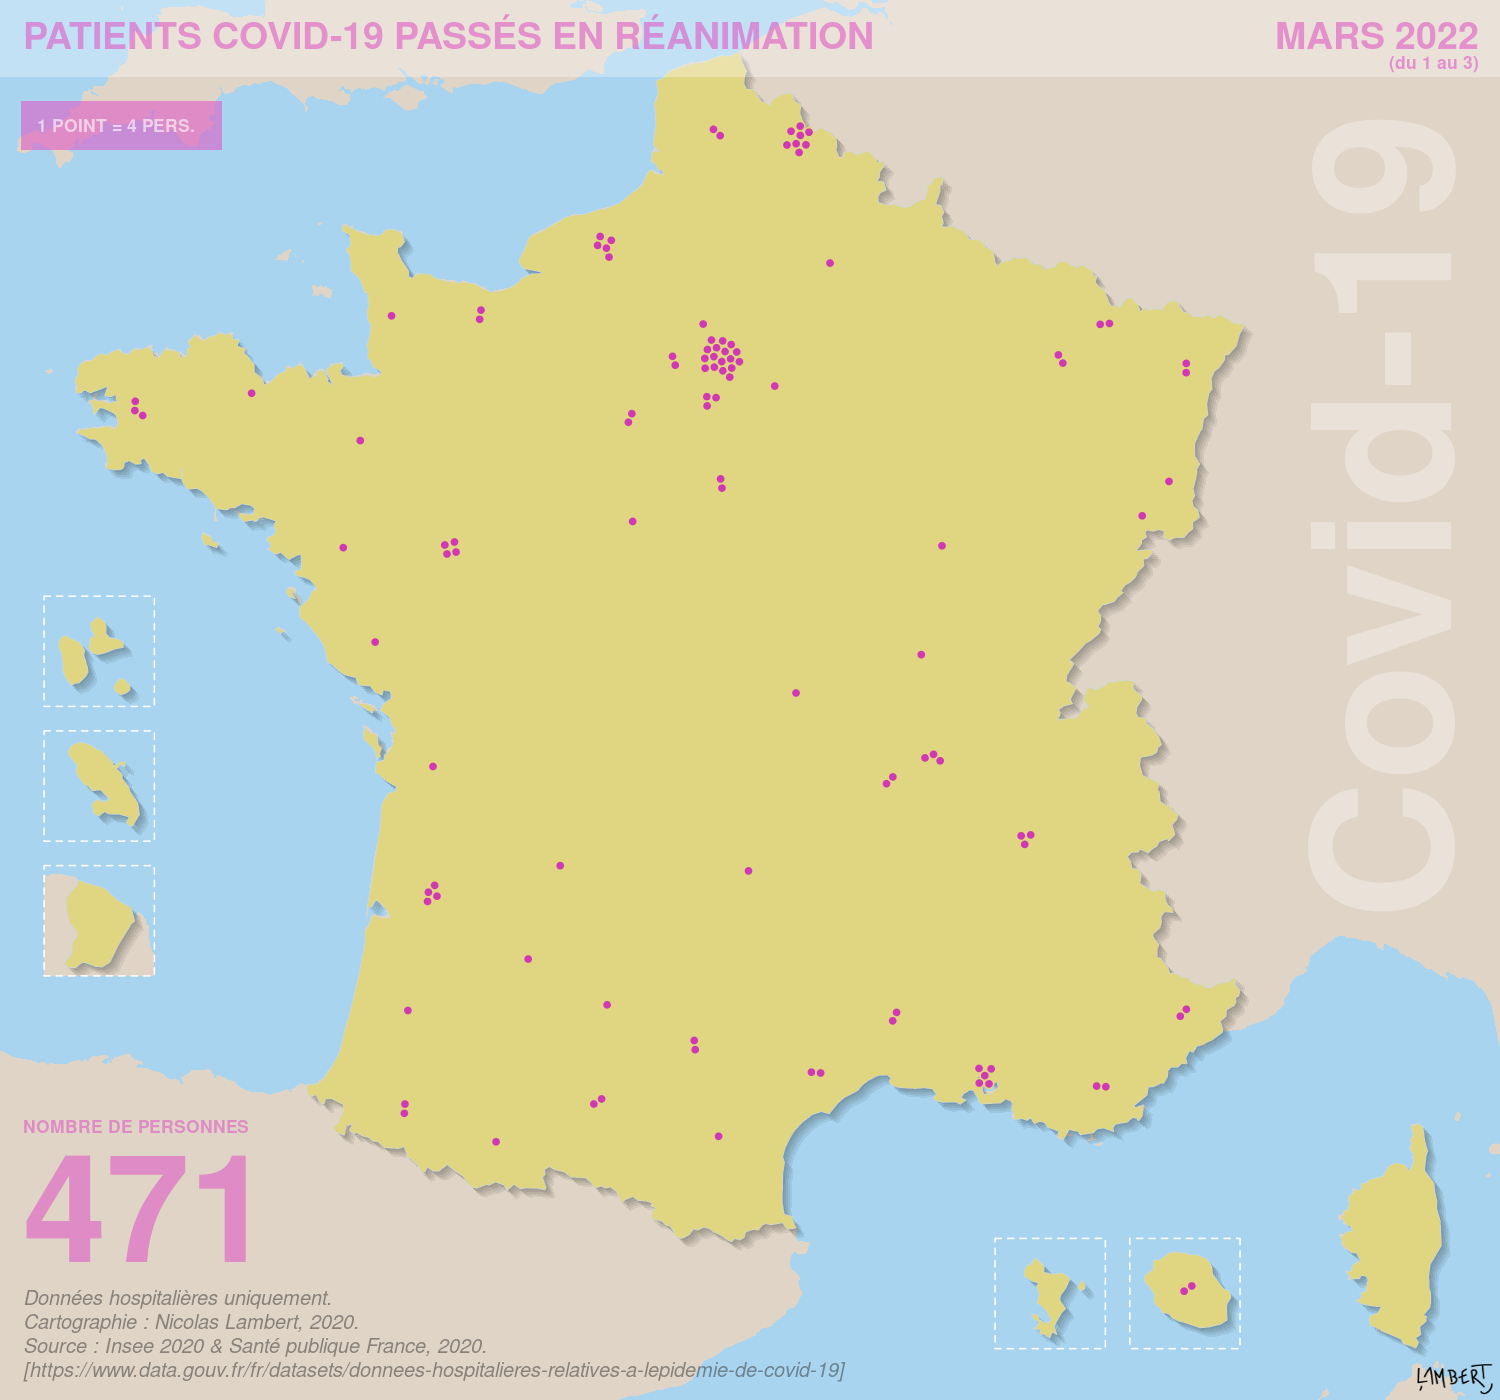 PATIENTS COVID-19 PASSÉS EN RÉANIMATION
MARS 2022
(du 1 au 3)
1 POINT = 4 PERS.
Covid-19
NOMBRE DE PERSONNES
471
Données hospitalières uniquement.
Cartographie : Nicolas Lambert, 2020.
Source : Insee 2020 & Santé publique France, 2020.
[https://www.data.gouv.fr/fr/datasets/donnees-hospitalieres-relatives-a-lepidemie-de-covid-19]
LAMBERT